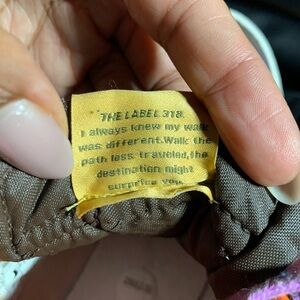 THE LABEL 318.
I always knew my walk
was different.Walk the
path less traveled,the
destination might
surprise you.